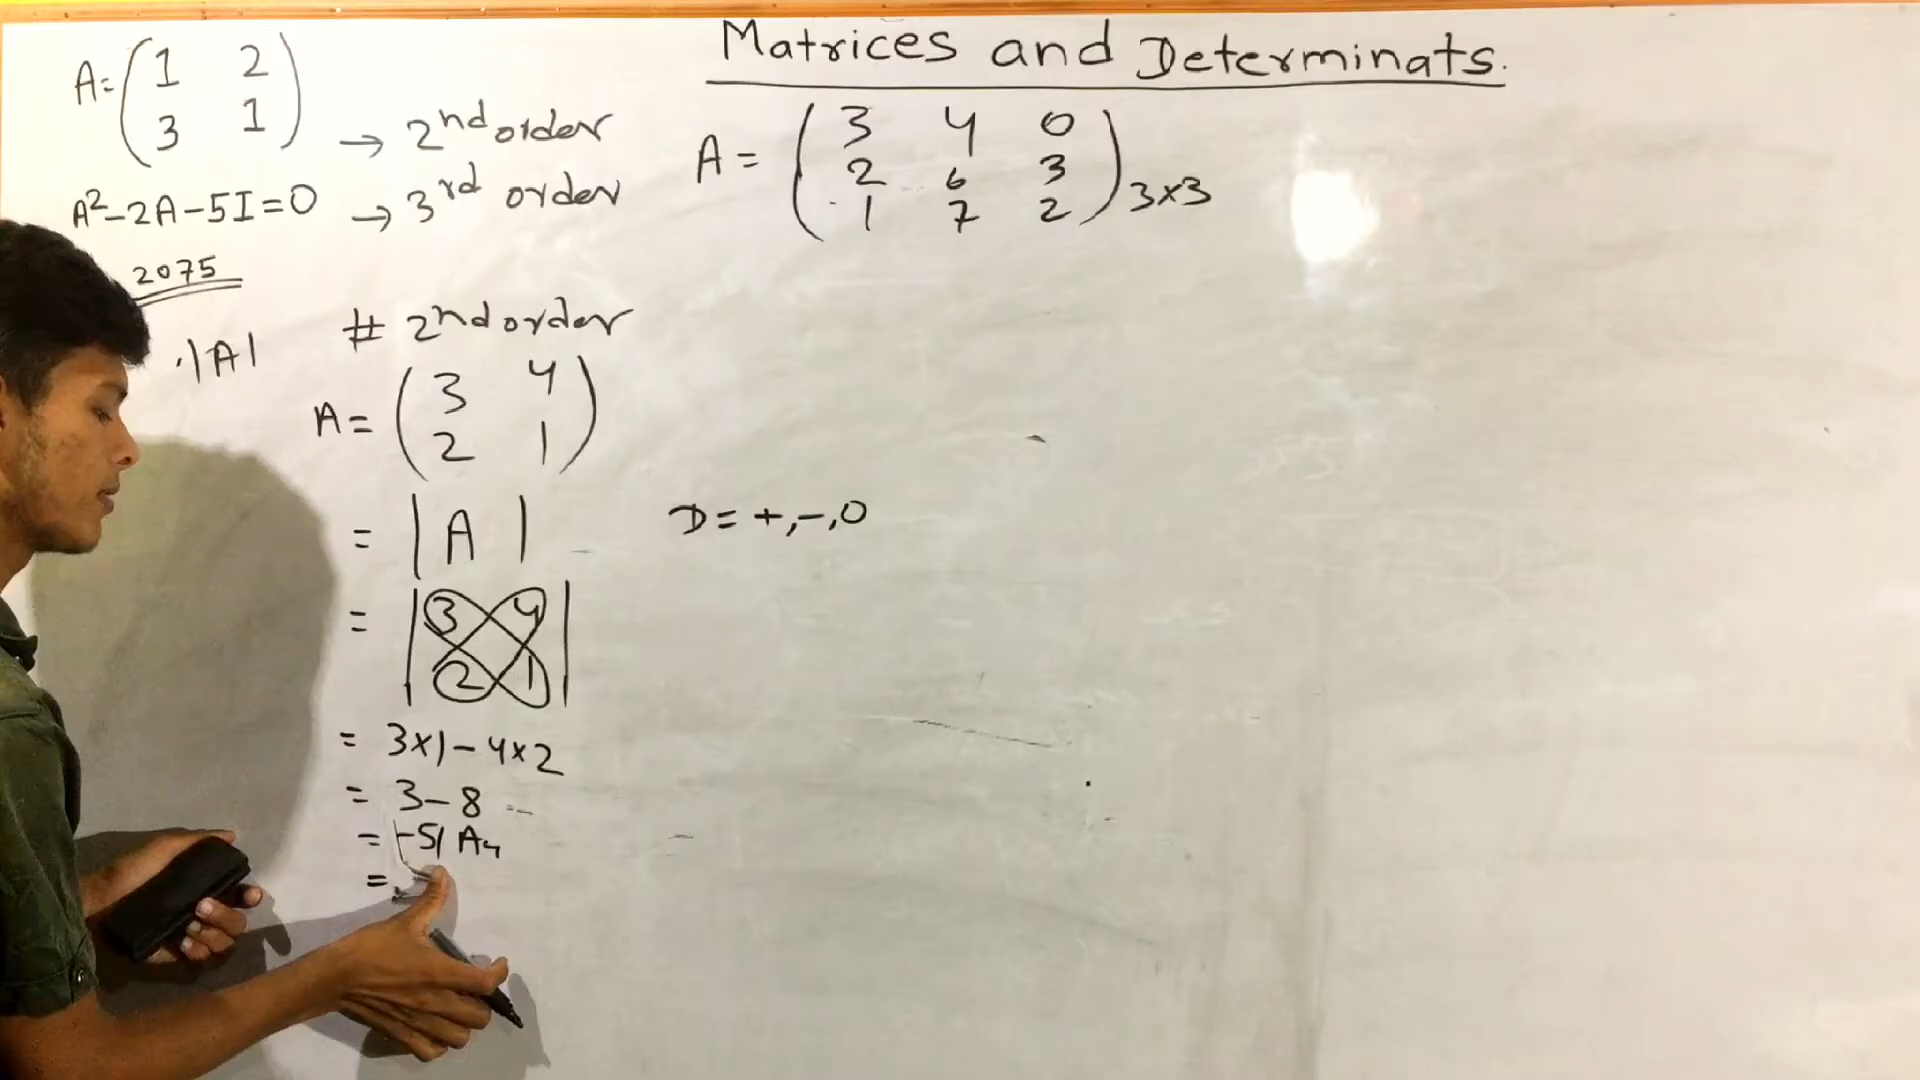 Matrices and Determinats.
A = ( 1 2
3 1 )
→ 2nd order
A²-2A-5I=0
→ 3rd order
2075
A = ( 3 4 0
2 6 3
1 7 2 ) 3×3
|A|
# 2nd order
A = ( 3 4
2 1 )
= | A |
D = +,-,0
= | 3 4
2 1 |
= 3×1-4×2
= 3-8
= -5
=